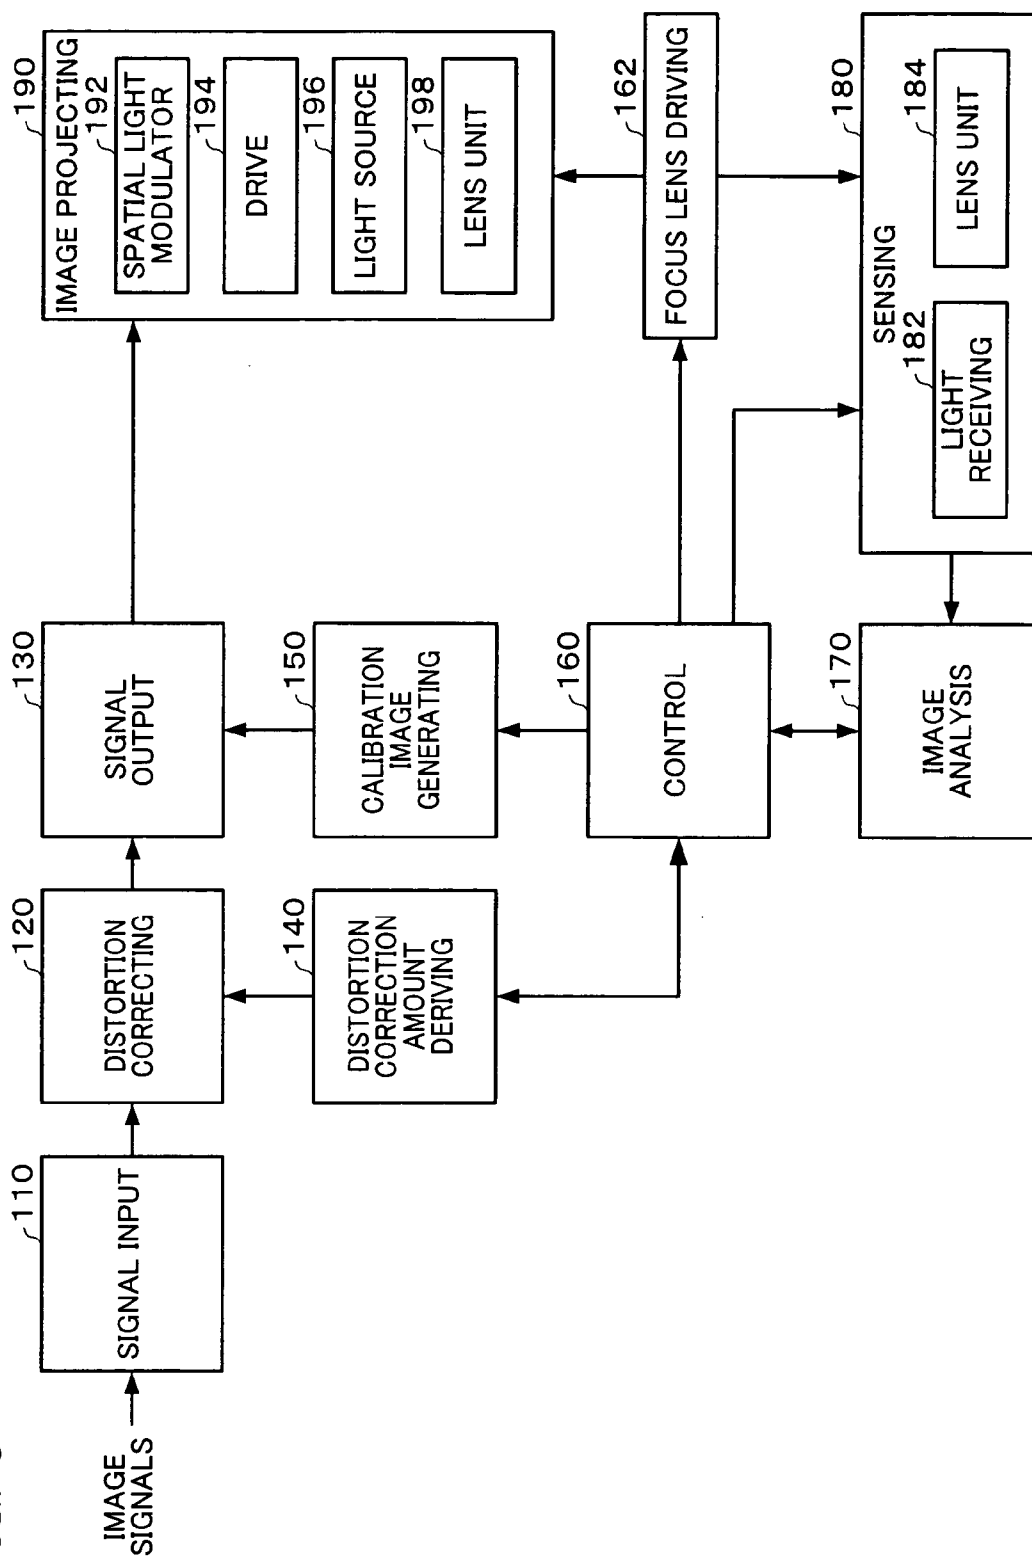 IMAGE
SIGNALS
110
SIGNAL INPUT
120
DISTORTION
CORRECTING
130
SIGNAL
OUTPUT
140
DISTORTION
CORRECTION
AMOUNT
DERIVING
150
CALIBRATION
IMAGE
GENERATING
160
CONTROL
170
IMAGE
ANALYSIS
190
IMAGE PROJECTING
192
SPATIAL LIGHT
MODULATOR
194
DRIVE
196
LIGHT SOURCE
198
LENS UNIT
162
FOCUS LENS DRIVING
180
SENSING
182
LIGHT
RECEIVING
184
LENS UNIT